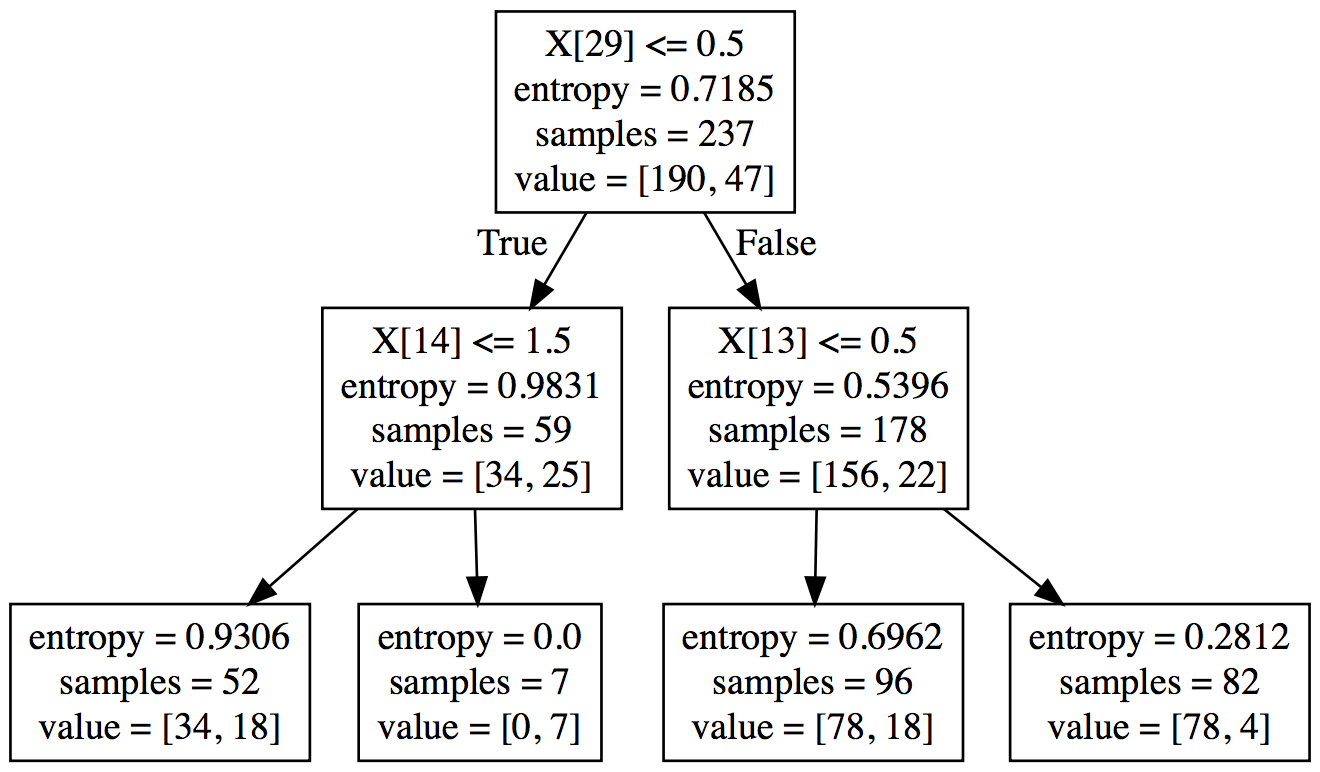 X[29] <= 0.5
entropy = 0.7185
samples = 237
value = [190, 47]
True
False
X[14] <= 1.5
entropy = 0.9831
samples = 59
value = [34, 25]
X[13] <= 0.5
entropy = 0.5396
samples = 178
value = [156, 22]
entropy = 0.9306
samples = 52
value = [34, 18]
entropy = 0.0
samples = 7
value = [0, 7]
entropy = 0.6962
samples = 96
value = [78, 18]
entropy = 0.2812
samples = 82
value = [78, 4]